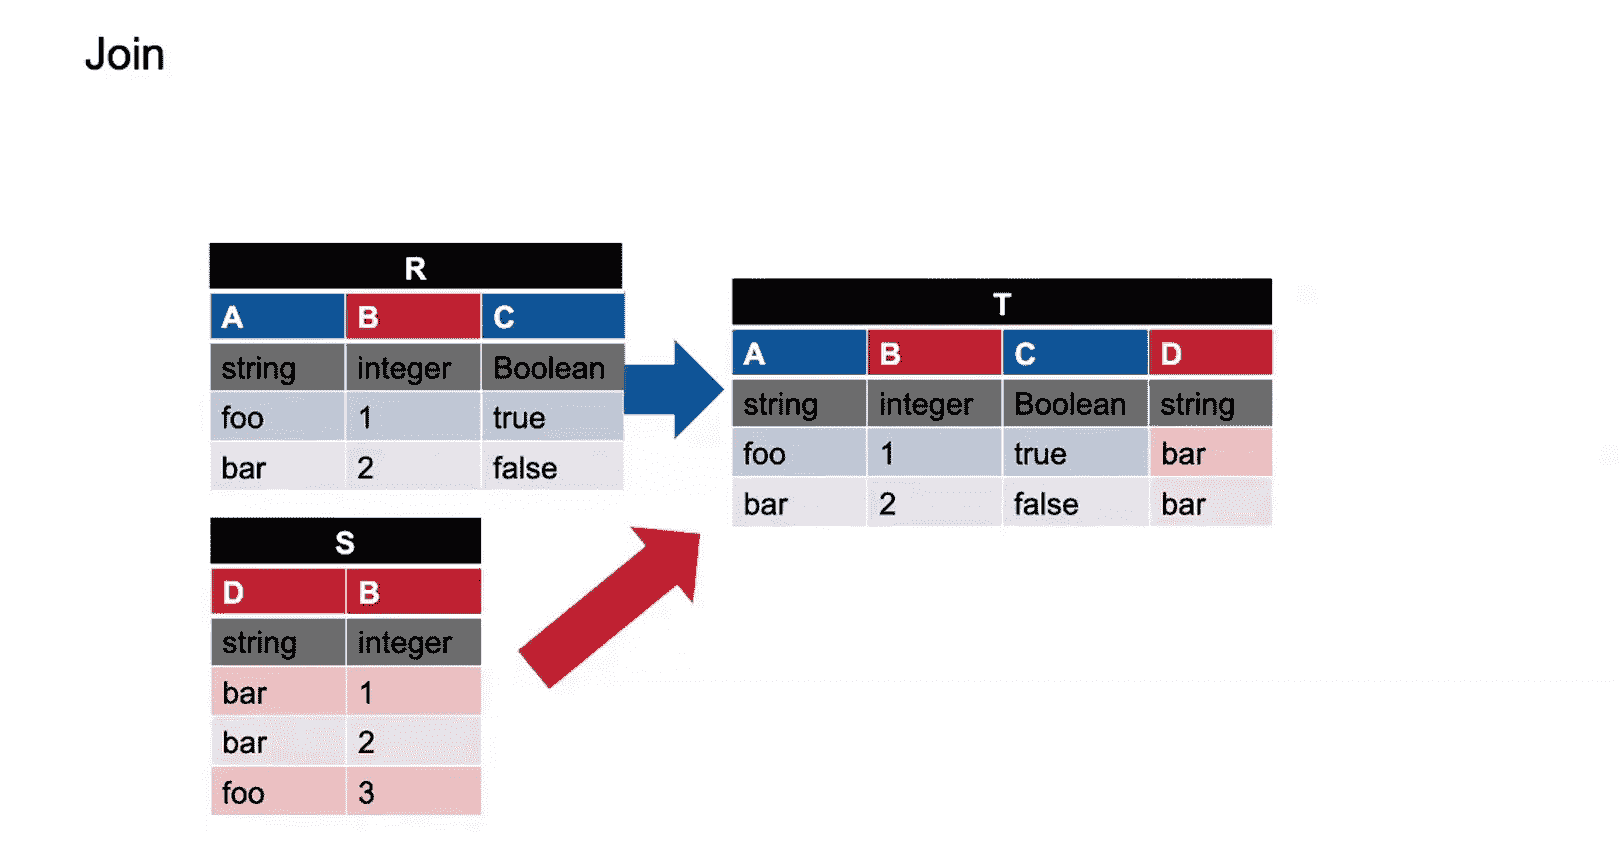 Join
R
A B C
string integer Boolean
foo 1 true
bar 2 false
S
D B
string integer
bar 1
bar 2
foo 3
T
A B C D
string integer Boolean string
foo 1 true bar
bar 2 false bar